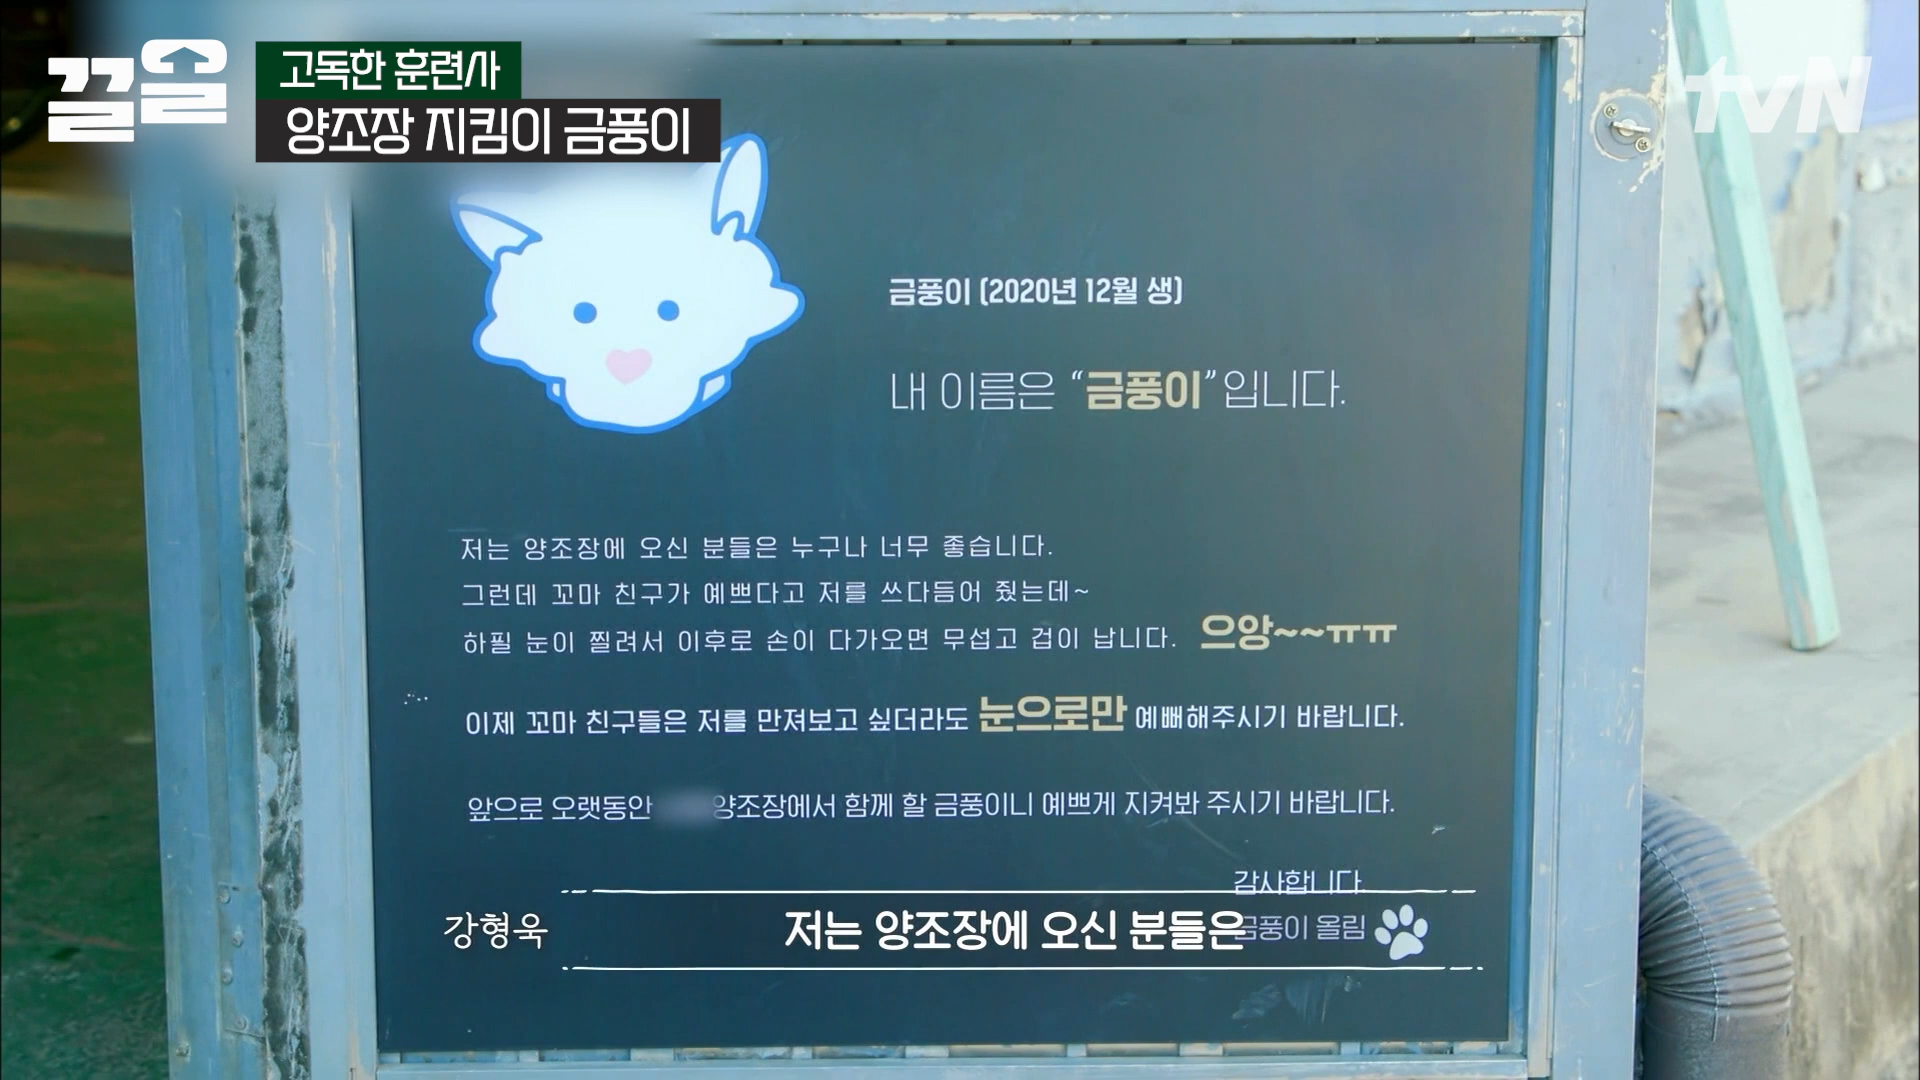 끌올
고독한 훈련사
양조장 지킴이 금풍이
tvN
금풍이 (2020년 12월 생)
내 이름은 “금풍이”입니다.
저는 양조장에 오신 분들은 누구나 너무 좋습니다.
그런데 꼬마 친구가 예쁘다고 저를 쓰다듬어 줬는데~
하필 눈이 찔려서 이후로 손이 다가오면 무섭고 겁이 납니다. 으앙~~ㅠㅠ
이제 꼬마 친구들은 저를 만져보고 싶더라도 눈으로만 예뻐해주시기 바랍니다.
앞으로 오랫동안 양조장에서 함께 할 금풍이니 예쁘게 지켜봐 주시기 바랍니다.
감사합니다.
금풍이 올림
강형욱 저는 양조장에 오신 분들은